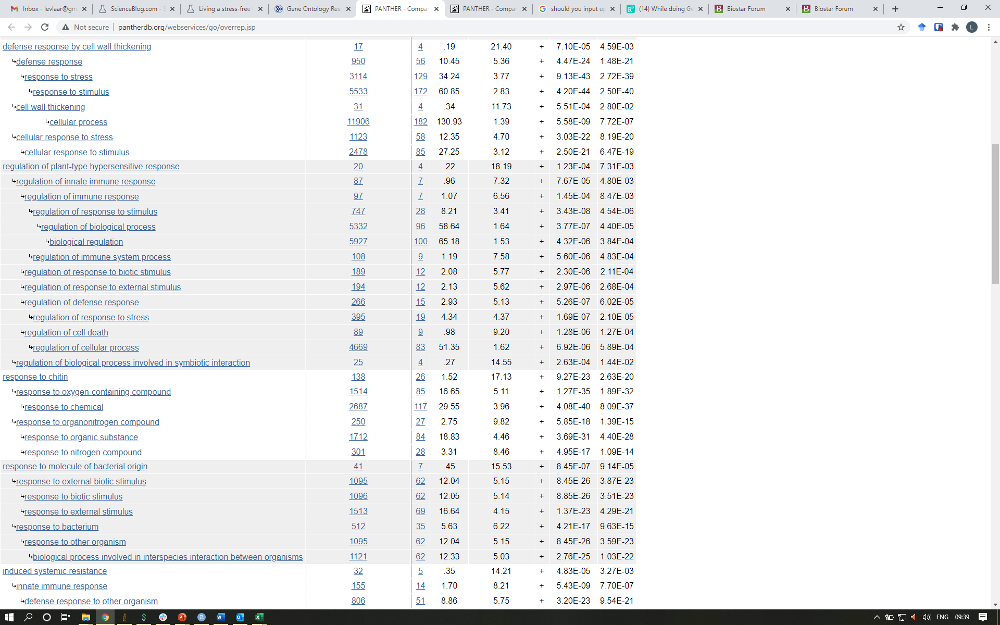 Inbox - levlaar@gm
ScienceBlog.com - S
Living a stress-free l
Gene Ontology Res
PANTHER - Compar
PANTHER - Compar
should you input up
(14) While doing Ge
Biostar Forum
Biostar Forum
Not secure
pantherdb.org/webservices/go/overrep.jsp
L
defense response by cell wall thickening 17 4 .19 21.40 + 7.10E-05 4.59E-03
defense response 950 56 10.45 5.36 + 4.47E-24 1.48E-21
response to stress 3114 129 34.24 3.77 + 9.13E-43 2.72E-39
response to stimulus 5533 172 60.85 2.83 + 4.20E-44 2.50E-40
cell wall thickening 31 4 .34 11.73 + 5.51E-04 2.80E-02
cellular process 11906 182 130.93 1.39 + 5.58E-09 7.72E-07
cellular response to stress 1123 58 12.35 4.70 + 3.03E-22 8.19E-20
cellular response to stimulus 2478 85 27.25 3.12 + 2.50E-21 6.47E-19
regulation of plant-type hypersensitive response 20 4 .22 18.19 + 1.23E-04 7.31E-03
regulation of innate immune response 87 7 .96 7.32 + 7.67E-05 4.80E-03
regulation of immune response 97 7 1.07 6.56 + 1.45E-04 8.47E-03
regulation of response to stimulus 747 28 8.21 3.41 + 3.43E-08 4.54E-06
regulation of biological process 5332 96 58.64 1.64 + 3.77E-07 4.40E-05
biological regulation 5927 100 65.18 1.53 + 4.32E-06 3.84E-04
regulation of immune system process 108 9 1.19 7.58 + 5.60E-06 4.83E-04
regulation of response to biotic stimulus 189 12 2.08 5.77 + 2.30E-06 2.11E-04
regulation of response to external stimulus 194 12 2.13 5.62 + 2.97E-06 2.68E-04
regulation of defense response 266 15 2.93 5.13 + 5.26E-07 6.02E-05
regulation of response to stress 395 19 4.34 4.37 + 1.69E-07 2.10E-05
regulation of cell death 89 9 .98 9.20 + 1.28E-06 1.27E-04
regulation of cellular process 4669 83 51.35 1.62 + 6.92E-06 5.89E-04
regulation of biological process involved in symbiotic interaction 25 4 .27 14.55 + 2.63E-04 1.44E-02
response to chitin 138 26 1.52 17.13 + 9.27E-23 2.63E-20
response to oxygen-containing compound 1514 85 16.65 5.11 + 1.27E-35 1.89E-32
response to chemical 2687 117 29.55 3.96 + 4.08E-40 8.09E-37
response to organonitrogen compound 250 27 2.75 9.82 + 5.85E-18 1.39E-15
response to organic substance 1712 84 18.83 4.46 + 3.69E-31 4.40E-28
response to nitrogen compound 301 28 3.31 8.46 + 4.95E-17 1.09E-14
response to molecule of bacterial origin 41 7 .45 15.53 + 8.45E-07 9.14E-05
response to external biotic stimulus 1095 62 12.04 5.15 + 8.45E-26 3.87E-23
response to biotic stimulus 1096 62 12.05 5.14 + 8.85E-26 3.51E-23
response to external stimulus 1513 69 16.64 4.15 + 1.37E-23 4.29E-21
response to bacterium 512 35 5.63 6.22 + 4.21E-17 9.63E-15
response to other organism 1095 62 12.04 5.15 + 8.45E-26 3.59E-23
biological process involved in interspecies interaction between organisms 1121 62 12.33 5.03 + 2.76E-25 1.03E-22
induced systemic resistance 32 5 .35 14.21 + 4.83E-05 3.27E-03
innate immune response 155 14 1.70 8.21 + 5.43E-09 7.70E-07
defense response to other organism 806 51 8.86 5.75 + 3.20E-23 9.54E-21
ENG 09:39